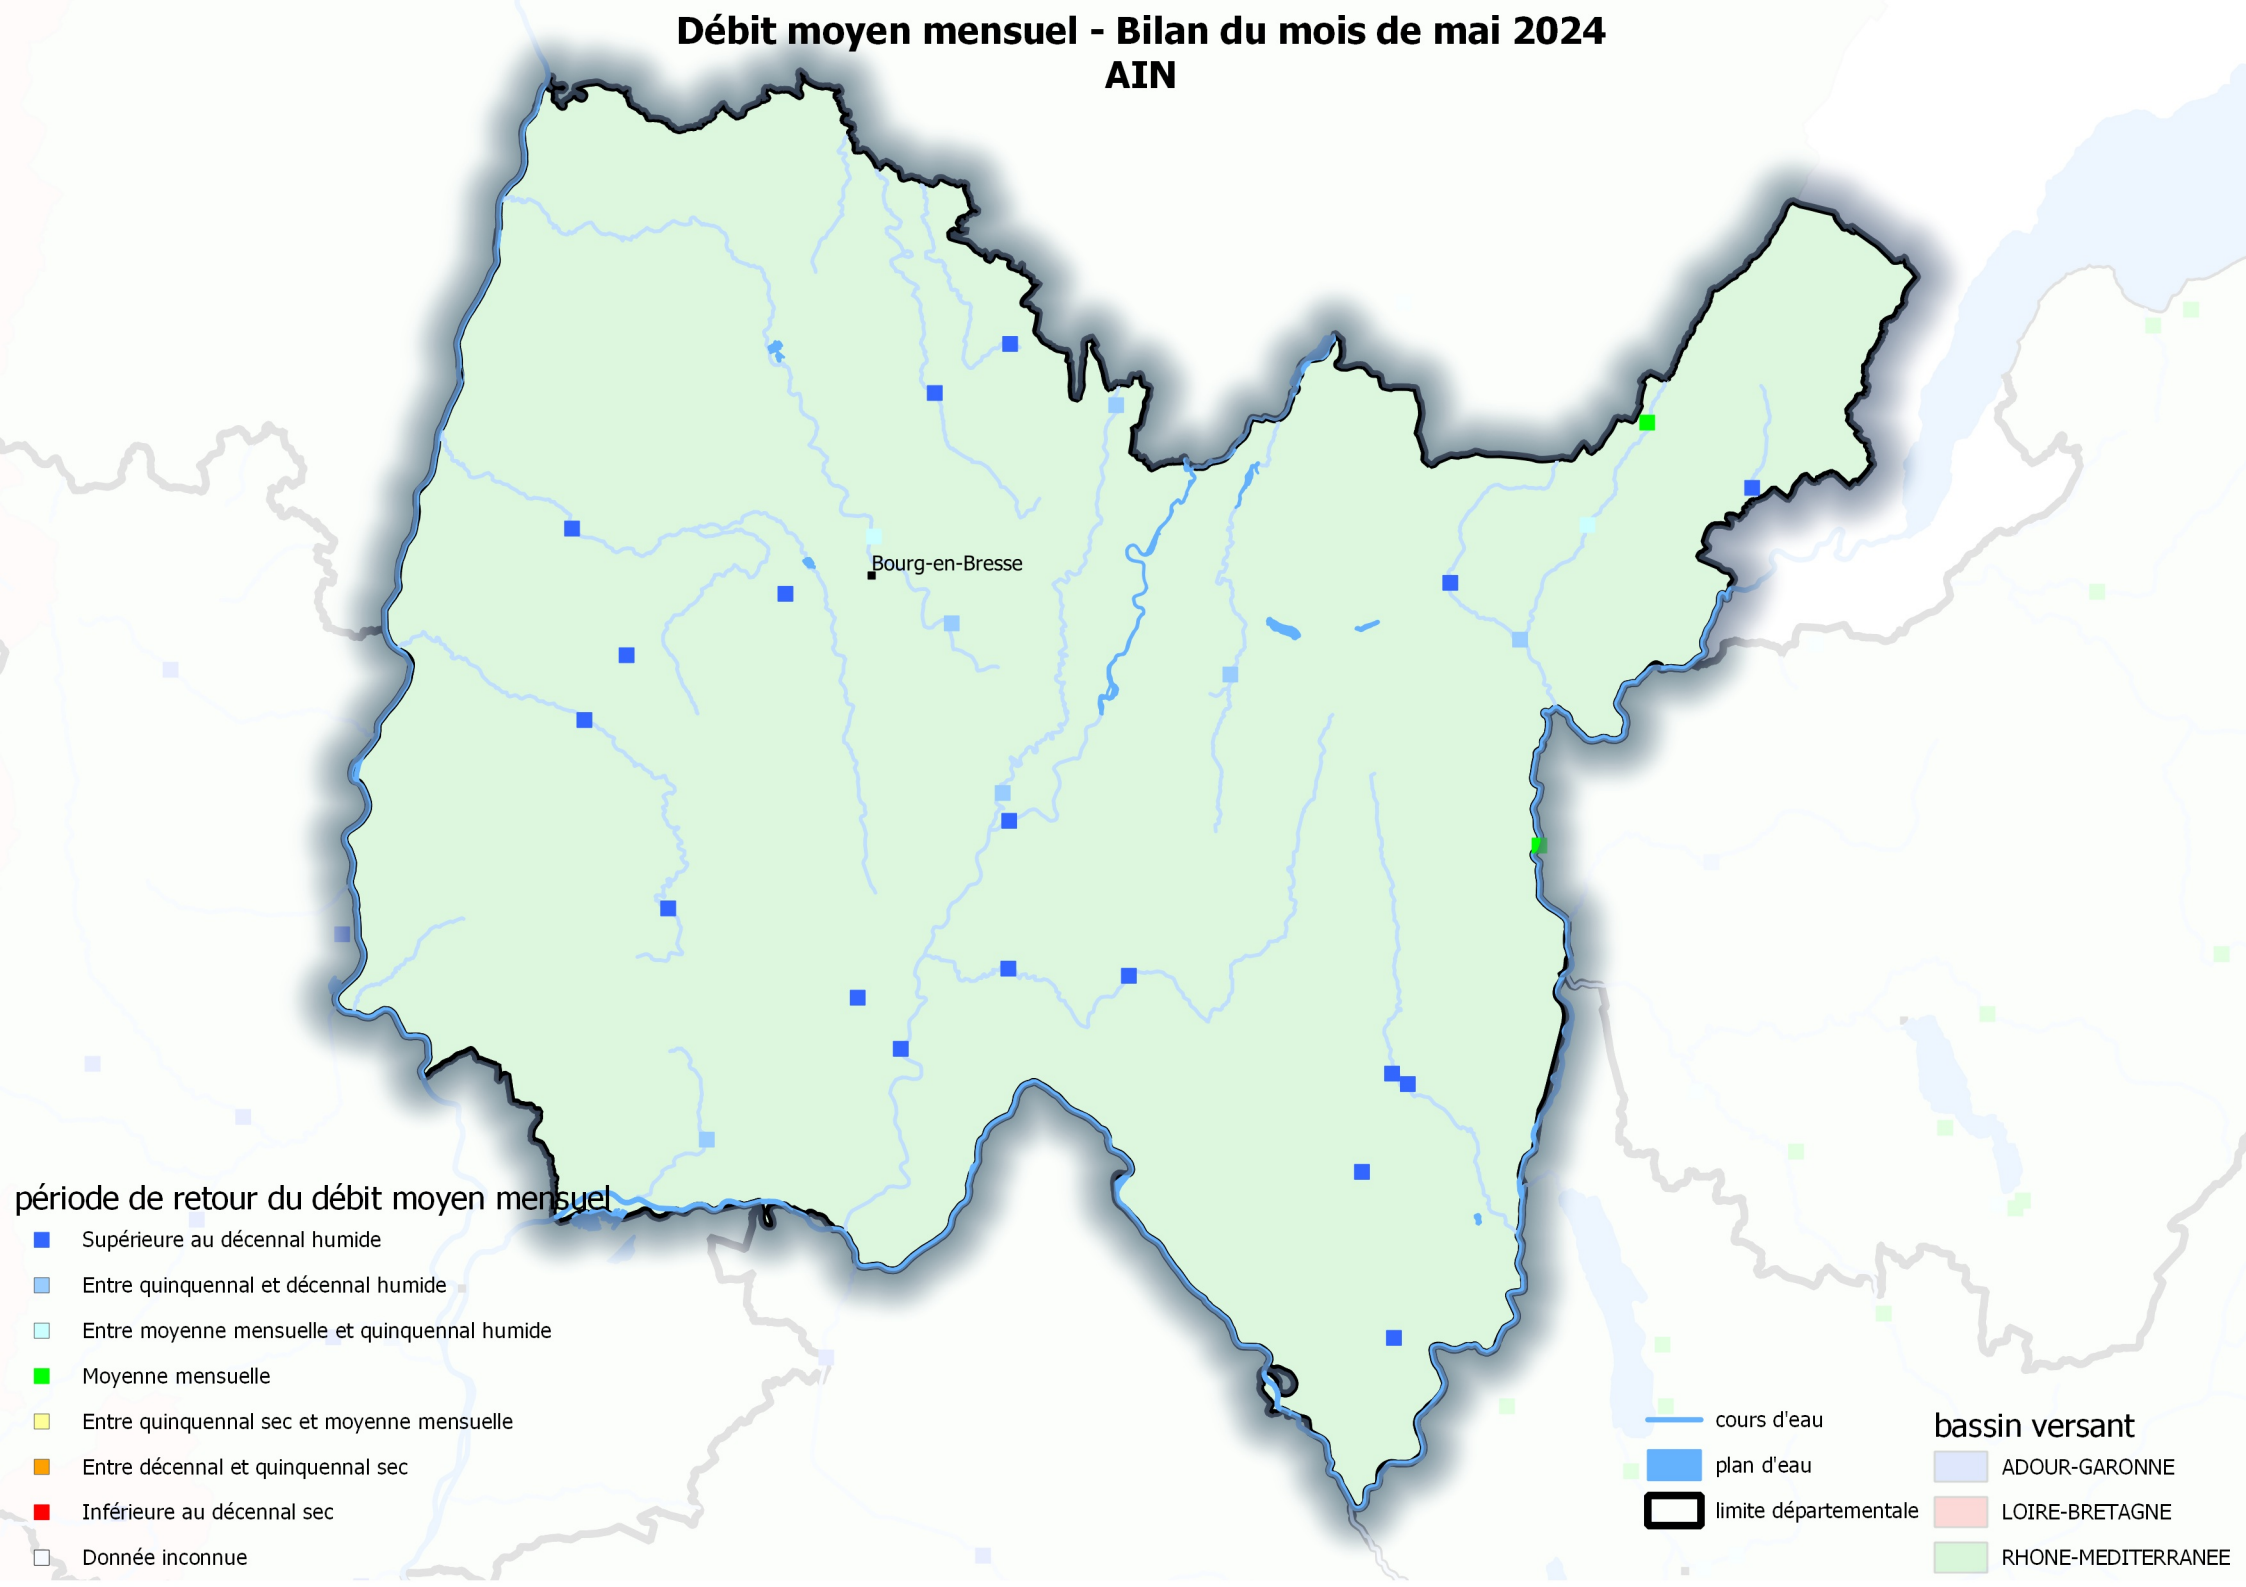 Débit moyen mensuel - Bilan du mois de mai 2024
AIN
Bourg-en-Bresse
période de retour du débit moyen mensuel
Supérieure au décennal humide
Entre quinquennal et décennal humide
Entre moyenne mensuelle et quinquennal humide
Moyenne mensuelle
Entre quinquennal sec et moyenne mensuelle
Entre décennal et quinquennal sec
Inférieure au décennal sec
Donnée inconnue
cours d'eau
plan d'eau
limite départementale
bassin versant
ADOUR-GARONNE
LOIRE-BRETAGNE
RHONE-MEDITERRANEE